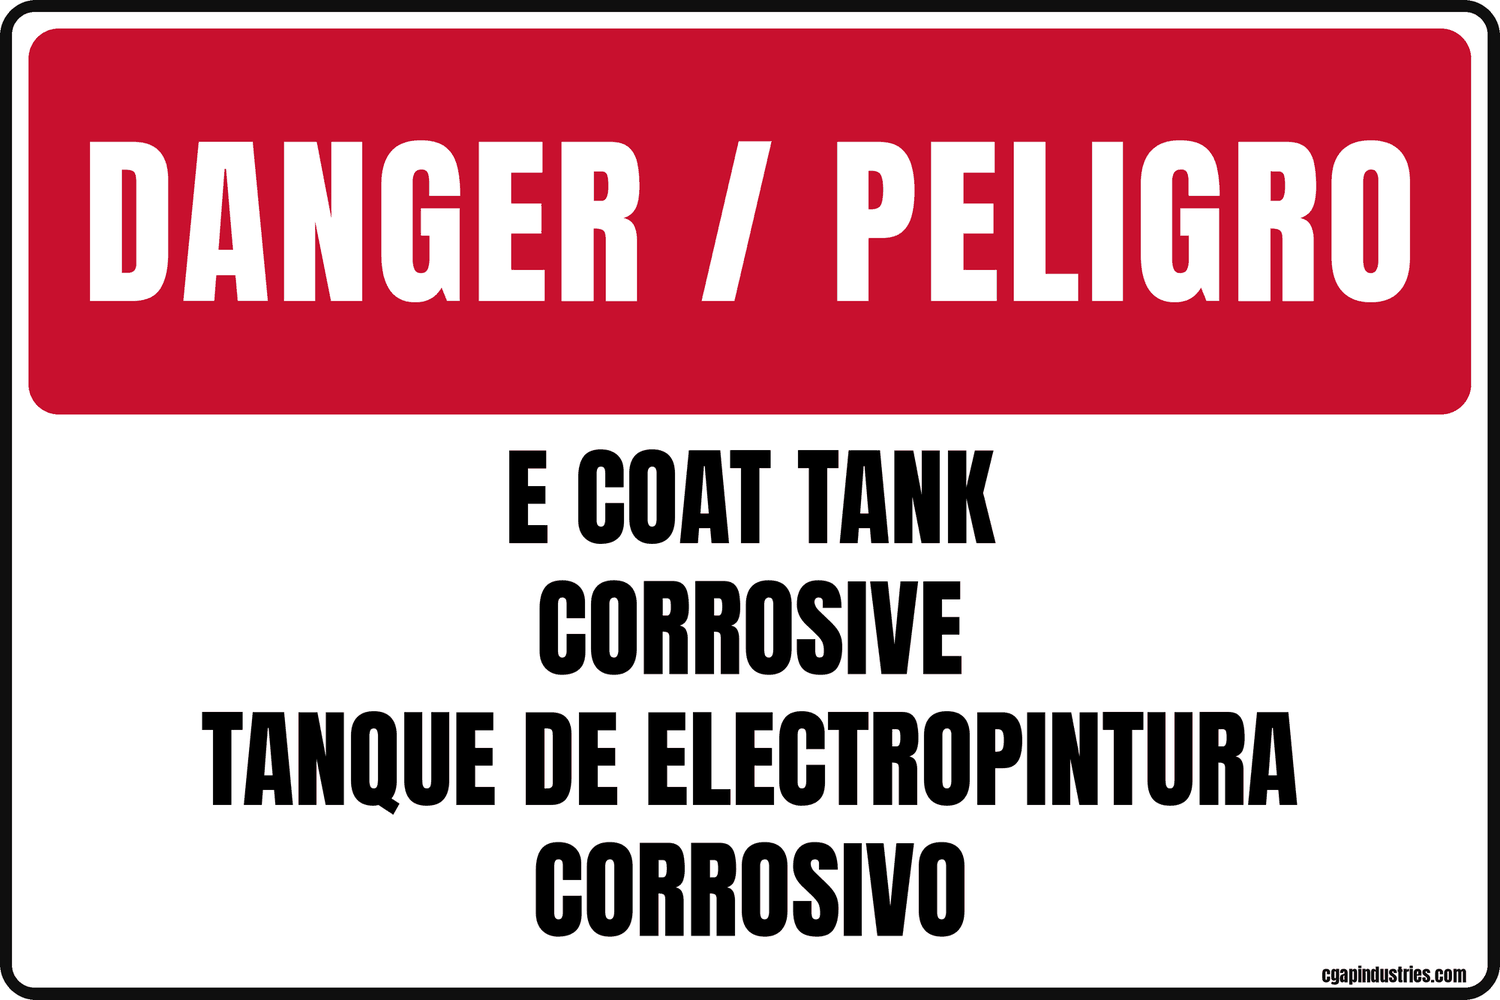 DANGER / PELIGRO
E COAT TANK
CORROSIVE
TANQUE DE ELECTROPINTURA
CORROSIVO
cgapindustries.com